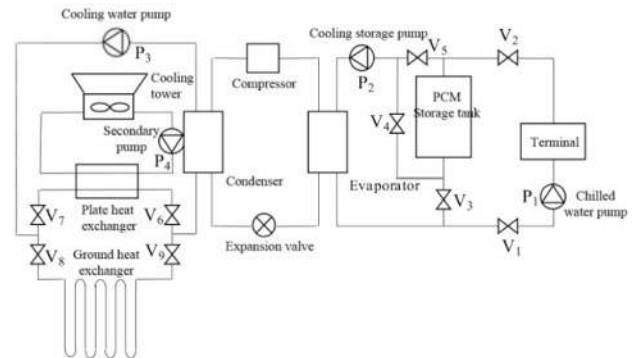 Cooling water pump
P3
Cooling
tower
Secondary
pump
P4
Compressor
Condenser
Expansion valve
Cooling storage pump
P2
V5
V2
PCM
Storage tank
V4
Terminal
Evaporator
V3
P1
Chilled
water pump
V1
Plate heat
exchanger
V7
V6
Ground heat
exchanger
V8
V9